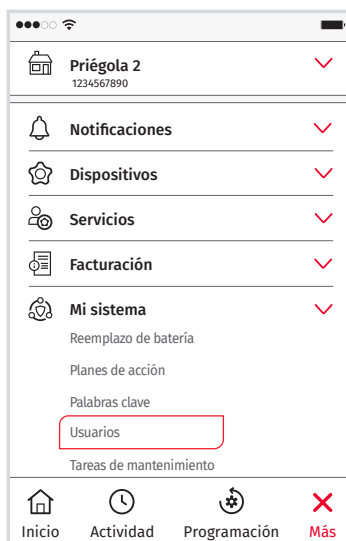 Priégola 2
1234567890
Notificaciones
Dispositivos
Servicios
Facturación
Mi sistema
Reemplazo de batería
Planes de acción
Palabras clave
Usuarios
Tareas de mantenimiento
Inicio Actividad Programación Más